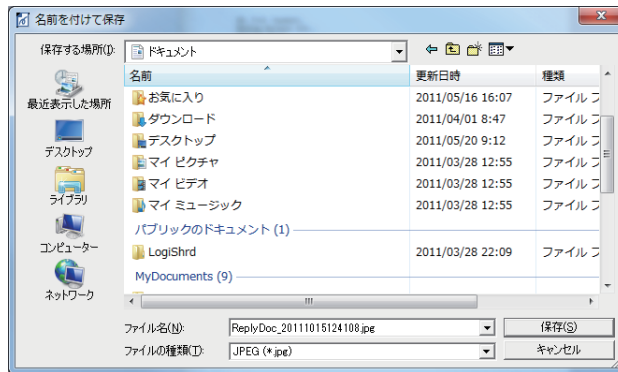 名前を付けて保存
保存する場所(I):
ドキュメント
名前
更新日時
種類
お気に入り
2011/05/16 16:07
ファイル フ
ダウンロード
2011/04/01 8:47
ファイル フ
デスクトップ
2011/05/20 9:12
ファイル フ
マイ ピクチャ
2011/03/28 12:55
ファイル フ
マイ ビデオ
2011/03/28 12:55
ファイル フ
マイ ミュージック
2011/03/28 12:55
ファイル フ
パブリックのドキュメント (1)
LogiShrd
2011/03/28 22:09
ファイル フ
MyDocuments (9)
最近表示した場所
デスクトップ
ライブラリ
コンピューター
ネットワーク
ファイル名(N):
ReplyDoc_20111015124108.jpg
保存(S)
ファイルの種類(T):
JPEG (*.jpg)
キャンセル